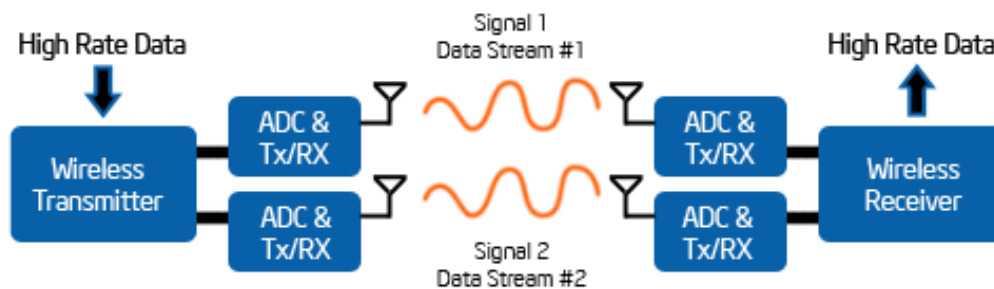 Signal 1
Data Stream #1
High Rate Data
High Rate Data
ADC &
Tx/RX
ADC &
Tx/RX
Wireless
Transmitter
Wireless
Receiver
ADC &
Tx/RX
ADC &
Tx/RX
Signal 2
Data Stream #2